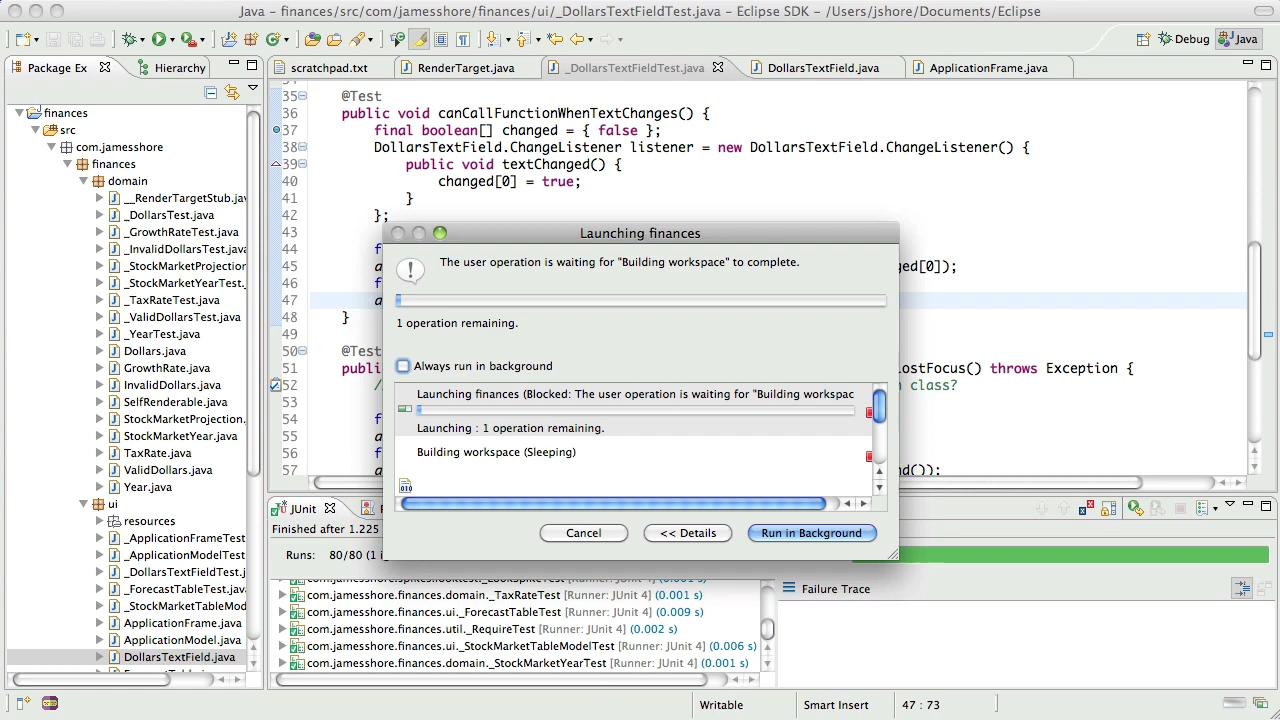 Java – finances/src/com/jamesshore/finances/ui/_DollarsTextFieldTest.java – Eclipse SDK – /Users/jshore/Documents/Eclipse
Debug
Java
Package Ex
Hierarchy
scratchpad.txt
RenderTarget.java
_DollarsTextFieldTest.java
DollarsTextField.java
ApplicationFrame.java
finances
src
com.jamesshore
finances
domain
__RenderTargetStub.java
_DollarsTest.java
_GrowthRateTest.java
_InvalidDollarsTest.java
_StockMarketProjection
_StockMarketYearTest.
_TaxRateTest.java
_ValidDollarsTest.java
_YearTest.java
Dollars.java
GrowthRate.java
InvalidDollars.java
SelfRenderable.java
StockMarketProjection.
StockMarketYear.java
TaxRate.java
ValidDollars.java
Year.java
ui
resources
_ApplicationFrameTest
_ApplicationModelTest
_DollarsTextFieldTest.j
_ForecastTableTest.java
_StockMarketTableMod
ApplicationFrame.java
ApplicationModel.java
DollarsTextField.java
35 @Test
36 public void canCallFunctionWhenTextChanges() {
37 final boolean[] changed = { false };
38 DollarsTextField.ChangeListener listener = new DollarsTextField.ChangeListener() {
39 public void textChanged() {
40 changed[0] = true;
41 }
42 };
43
44 f
45 a anged[0]);
46 f
47 a
48 }
49
50 @Test
51 publi LostFocus() throws Exception {
52 / n class?
53
54 f
55 a
56 f
57 a nd());
Launching finances
The user operation is waiting for "Building workspace" to complete.
1 operation remaining.
Always run in background
Launching finances (Blocked: The user operation is waiting for "Building workspac
Launching : 1 operation remaining.
Building workspace (Sleeping)
Cancel
<< Details
Run in Background
JUnit
Finished after 1.225
Runs: 80/80 (1 i
com.jamesshore.finances.domain._TaxRateTest [Runner: JUnit 4] (0.001 s)
com.jamesshore.finances.ui._ForecastTableTest [Runner: JUnit 4] (0.009 s)
com.jamesshore.finances.util._RequireTest [Runner: JUnit 4] (0.002 s)
com.jamesshore.finances.ui._StockMarketTableModelTest [Runner: JUnit 4] (0.006 s)
com.jamesshore.finances.domain._StockMarketYearTest [Runner: JUnit 4] (0.001 s)
Failure Trace
Writable
Smart Insert
47 : 73